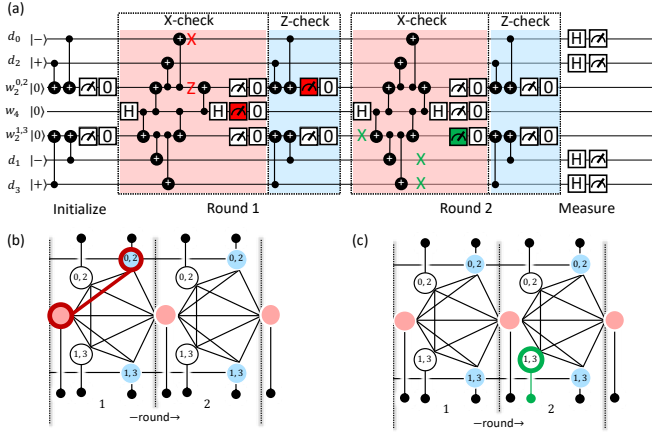 (a)
X-check Z-check X-check Z-check
d₀ |−⟩ X H
d₂ |+⟩ H
w₂⁰,² |0⟩ 0 Z 0 0 0 0
w₄ |0⟩ H H 0 H H 0
w₂¹,³ |0⟩ 0 0 0 X 0 0
d₁ |−⟩ X H
d₃ |+⟩ X H
Initialize Round 1 Round 2 Measure
(b) (c)
0, 2 0, 2 0, 2 0, 2
0, 2 0, 2 0, 2 0, 2
1, 3 1, 3 1, 3 1, 3
1, 3 1, 3 1, 3 1, 3
1 2 1 2
−round→ −round→